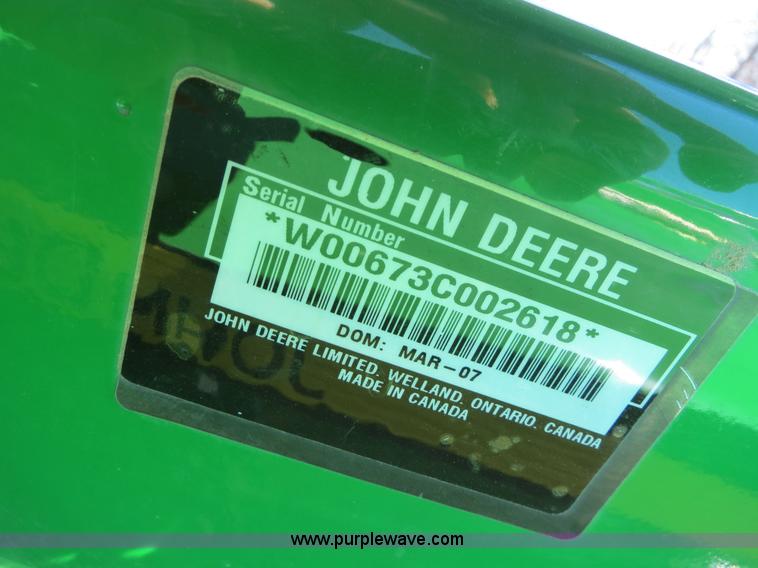 JOHN DEERE
Serial Number
*W00673C002618*
DOM: MAR-07
JOHN DEERE LIMITED, WELLAND, ONTARIO, CANADA
MADE IN CANADA
www.purplewave.com